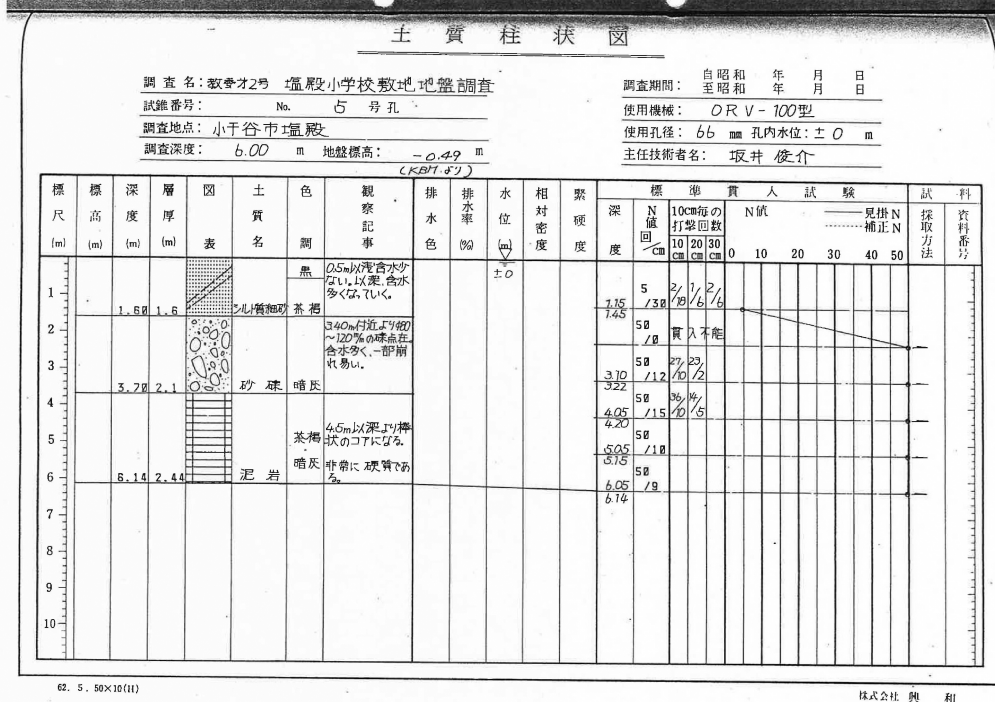 土質柱状図
調査名：教委才2号 塩殿小学校敷地地盤調査
試錐番号： No. 5 号孔
調査地点：小千谷市塩殿
調査深度： 6.00 m 地盤標高： －0.49 m
(KBMより)
調査期間： 自昭和 年 月 日
至昭和 年 月 日
使用機械： ORV-100型
使用孔径： 66 mm 孔内水位：±0 m
主任技術者名： 坂井俊介
標尺(m) 標高(m) 深度(m) 層厚(m) 図表 土質名 色調 観察記事 排水色 排水率(%) 水位(m) 相対密度 緊硬度
標準貫入試験
深度 N値 回/cm 10cm毎の打撃回数 10cm 20cm 30cm
N値 見掛N 補正N
0 10 20 30 40 50
試料
採取方法 資料番号
±0
1 2 3 4 5 6 7 8 9 10
1.60 1.6 シルト質細砂 黒 茶褐
0.5m以浅含水少
ない。以深、含水
多くなっていく。
3.70 2.1 砂礫 暗灰
3.40m付近より
～120‰の礫点在。
含水多く、一部崩
れ易い。
6.14 2.44 泥岩 茶褐 暗灰
4.5m以深より棒
状のコアになる。
非常に硬質であ
る。
1.15 5/30 2/18 1/6 2/6
1.45
50/0 貫入不能
3.10 50/12 27/10 23/2
3.22
4.05 50/15 36/10 14/5
4.20
5.05 50/10
5.15
6.05 50/9
6.14
62. 5. 50×10(H)
株式会社 興和